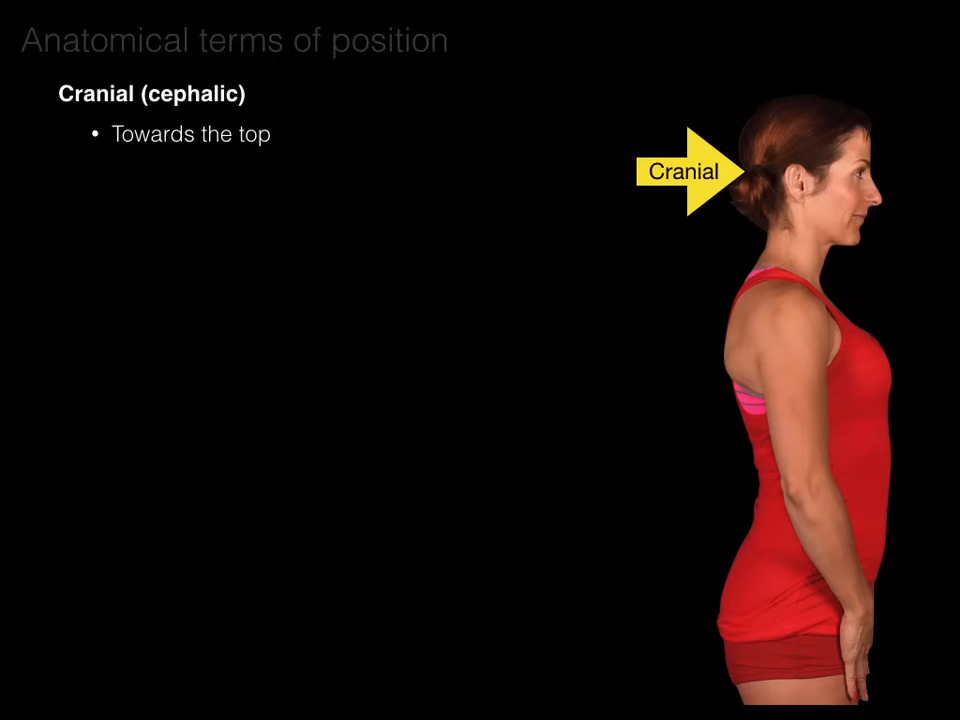 Anatomical terms of position
Cranial (cephalic)
• Towards the top
Cranial